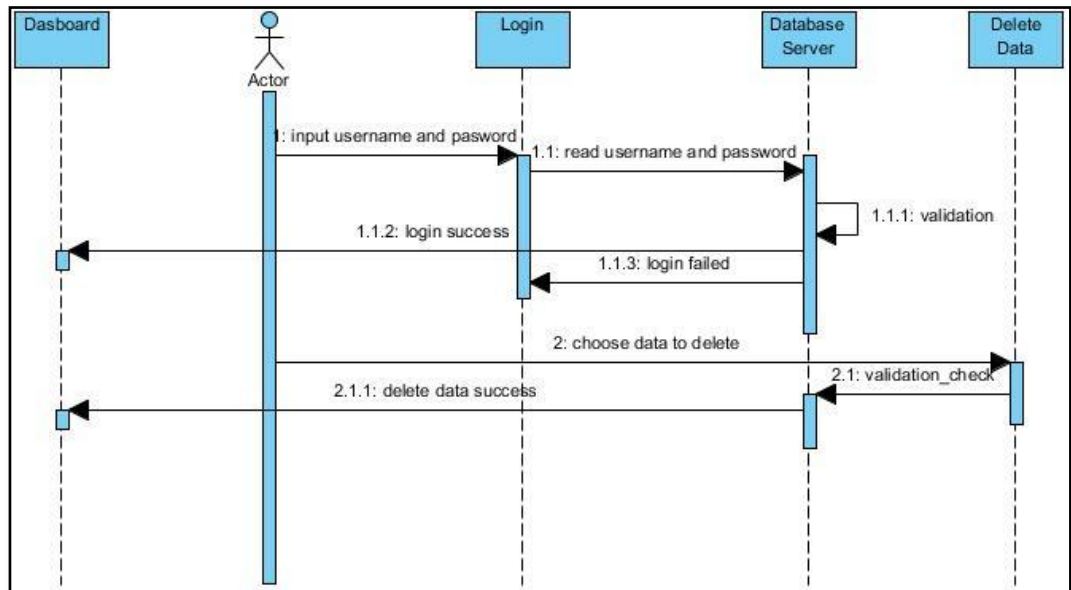 Dasboard
Actor
Login
Database
Server
Delete
Data
1: input username and pasword
1.1: read username and password
1.1.1: validation
1.1.2: login success
1.1.3: login failed
2: choose data to delete
2.1: validation_check
2.1.1: delete data success